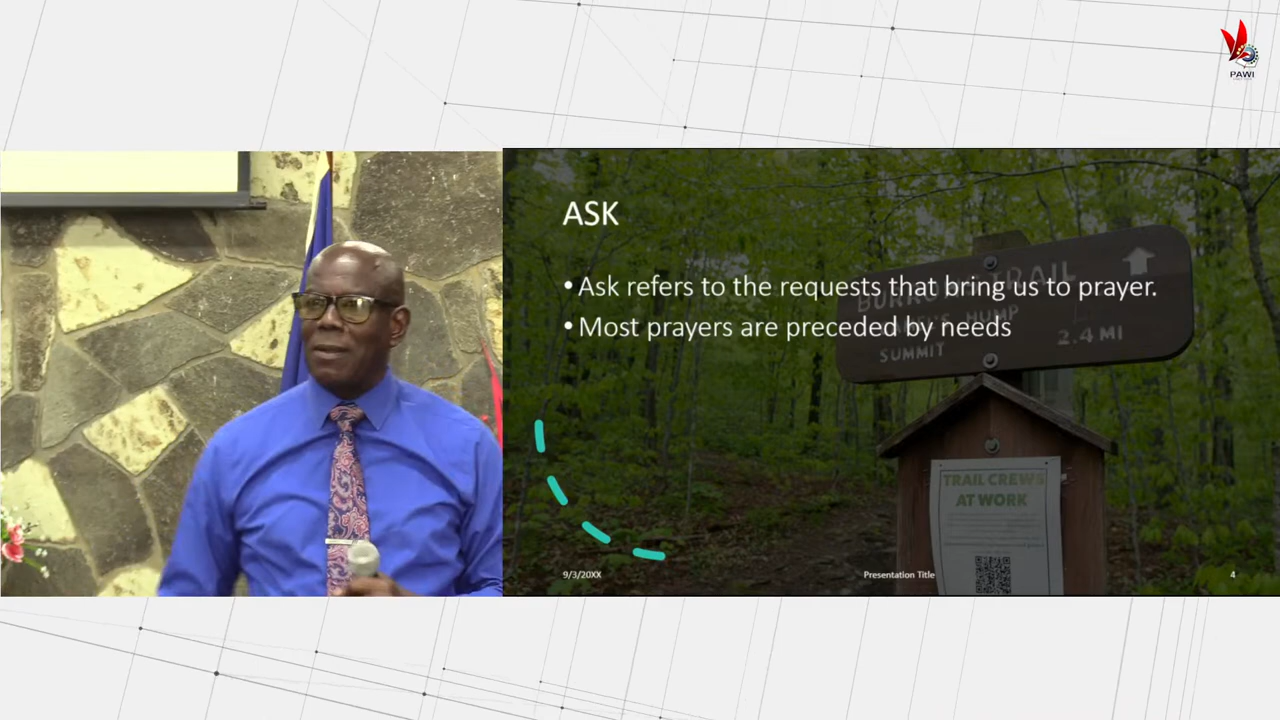 PAWI
ASK
• Ask refers to the requests that bring us to prayer.
• Most prayers are preceded by needs
TRAIL
HUMP
SUMMIT
2.4 MI
TRAIL CREWS
AT WORK
9/3/20XX
Presentation Title
4